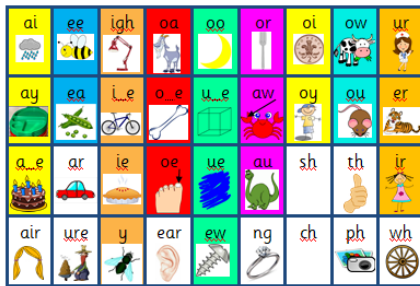 ai ee igh oa oo or oi ow ur
ay ea i_e o_e u_e aw oy ou er
a_e ar ie oe ue au sh th ir
air ure y ear ew ng ch ph wh